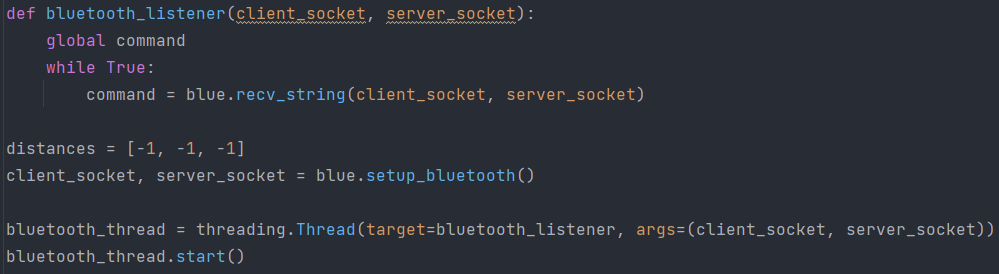 def bluetooth_listener(client_socket, server_socket):
    global command
    while True:
        command = blue.recv_string(client_socket, server_socket)

distances = [-1, -1, -1]
client_socket, server_socket = blue.setup_bluetooth()

bluetooth_thread = threading.Thread(target=bluetooth_listener, args=(client_socket, server_socket))
bluetooth_thread.start()